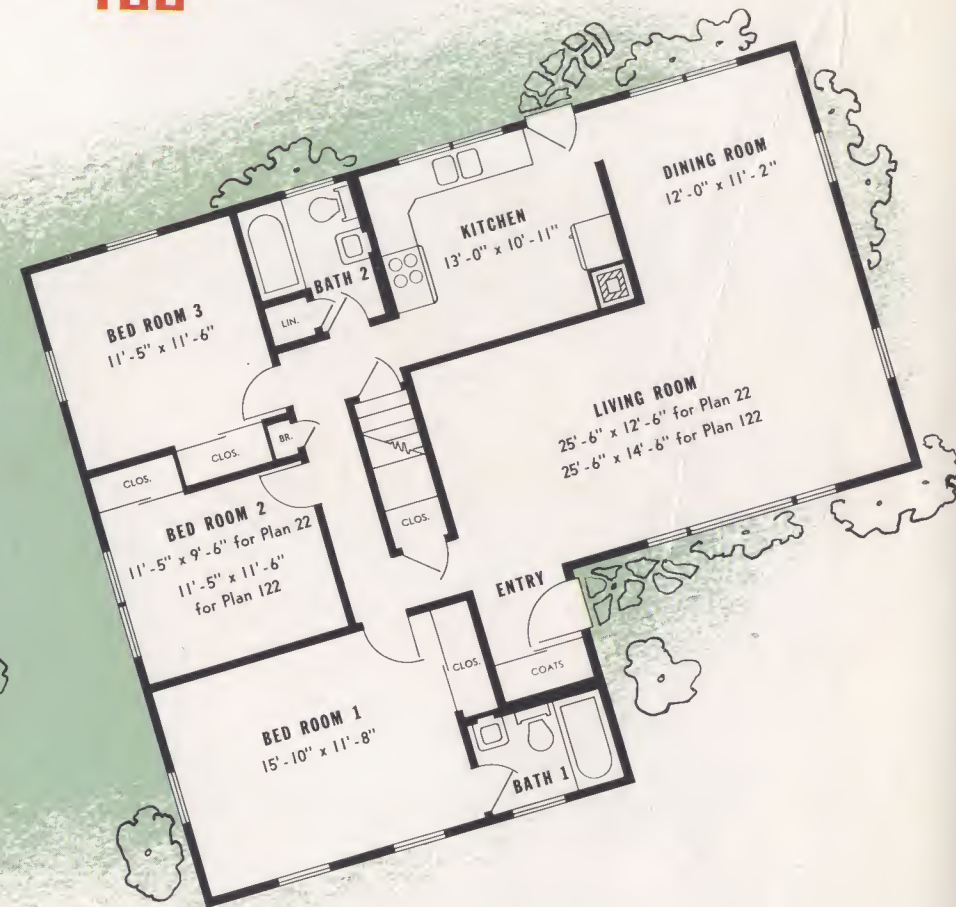 DINING ROOM
12'-0" x 11'-2"
KITCHEN
13'-0" x 10'-11"
BATH 2
LIN.
BED ROOM 3
11'-5" x 11'-6"
BR.
CLOS.
CLOS.
LIVING ROOM
25'-6" x 12'-6" for Plan 22
25'-6" x 14'-6" for Plan 122
BED ROOM 2
11'-5" x 9'-6" for Plan 22
11'-5" x 11'-6"
for Plan 122
CLOS.
ENTRY
CLOS.
COATS
BED ROOM 1
15'-10" x 11'-8"
BATH 1